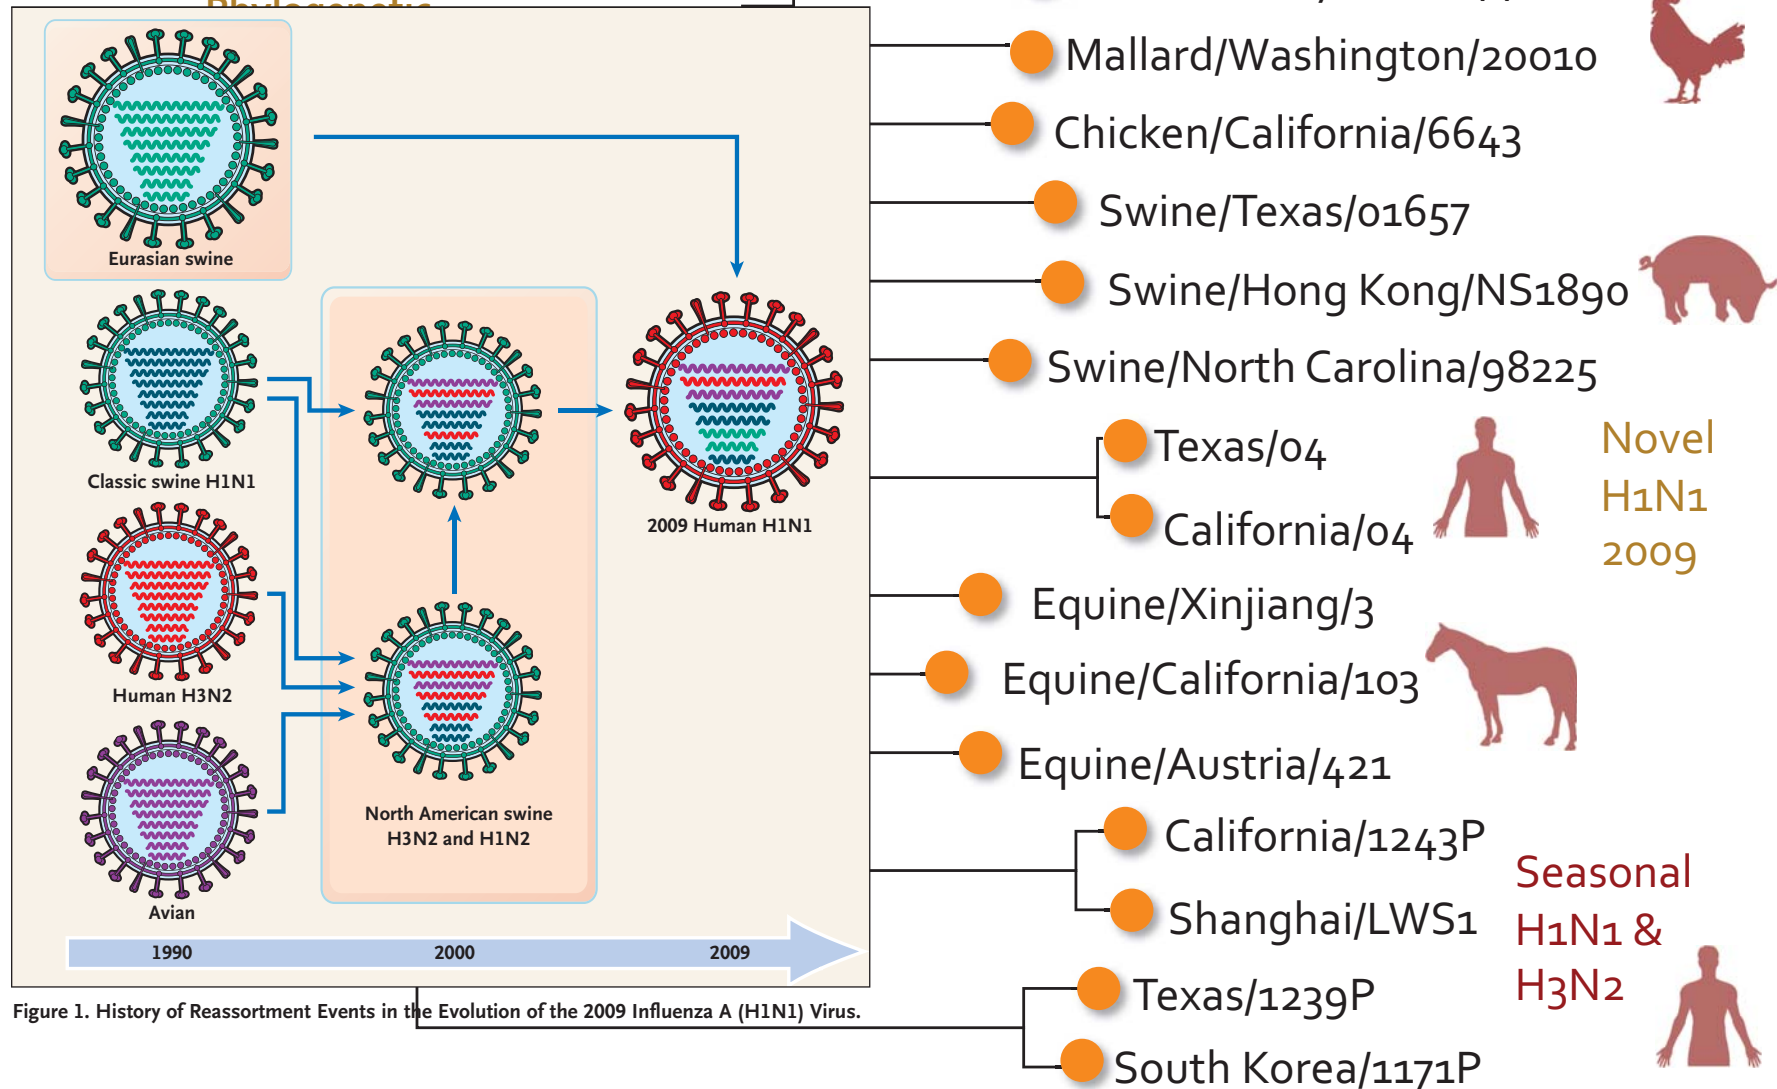 Phylogenetic
Eurasian swine
Classic swine H1N1
Human H3N2
Avian
North American swine
H3N2 and H1N2
2009 Human H1N1
1990
2000
2009
Figure 1. History of Reassortment Events in the Evolution of the 2009 Influenza A (H1N1) Virus.
Mallard/Washington/20010
Chicken/California/6643
Swine/Texas/01657
Swine/Hong Kong/NS1890
Swine/North Carolina/98225
Texas/04
California/04
Novel
H1N1
2009
Equine/Xinjiang/3
Equine/California/103
Equine/Austria/421
California/1243P
Shanghai/LWS1
Texas/1239P
South Korea/1171P
Seasonal
H1N1 &
H3N2